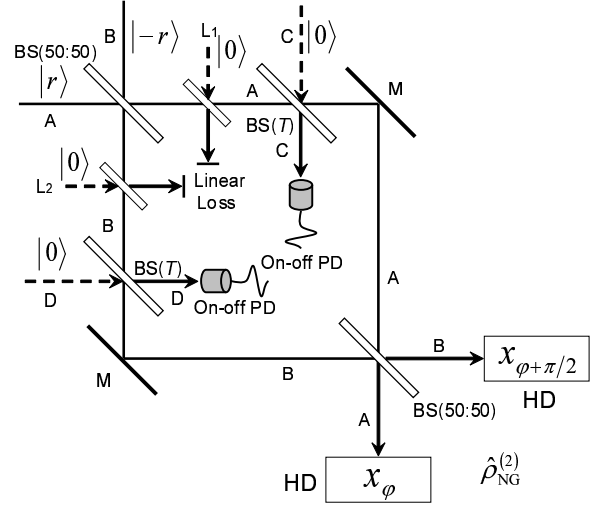 B
|−r⟩
L1
|0⟩
C
|0⟩
BS(50:50)
|r⟩
A
A
M
BS(T)
C
|0⟩
L2
Linear
Loss
B
|0⟩
BS(T)
D
D
On-off PD
On-off PD
A
M
B
B
x_{φ+π/2}
HD
BS(50:50)
A
HD
x_φ
ρ̂_{NG}^{(2)}